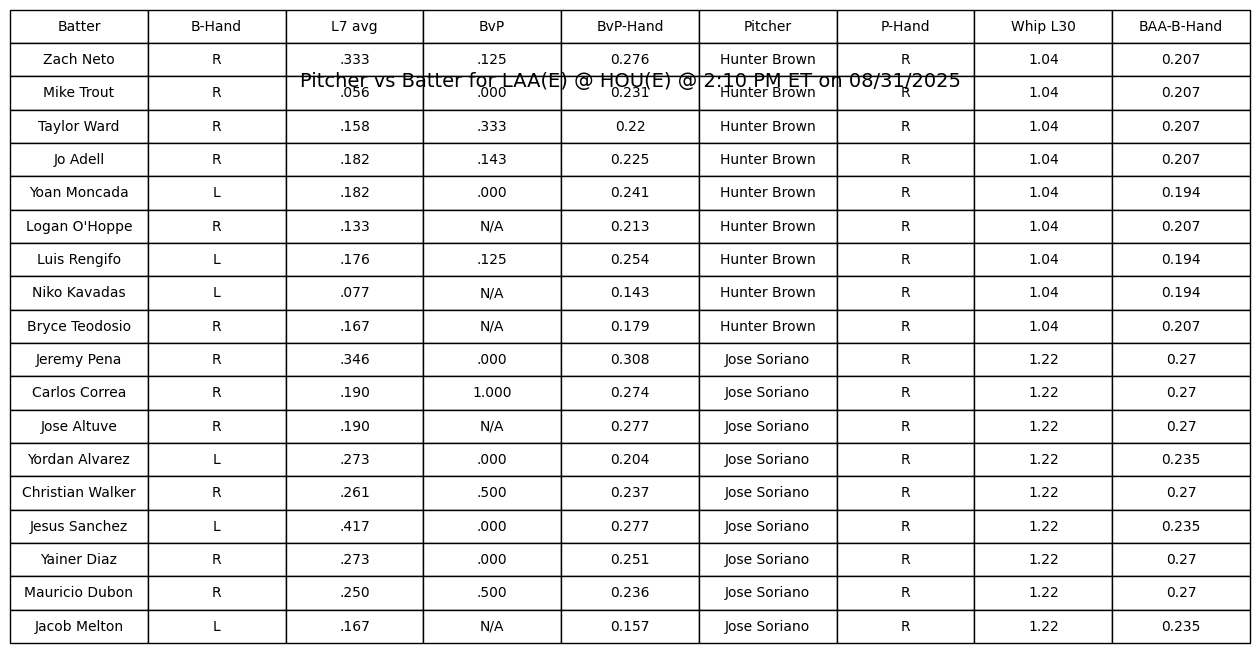 Batter B-Hand L7 avg BvP BvP-Hand Pitcher P-Hand Whip L30 BAA-B-Hand
Zach Neto R .333 .125 0.276 Hunter Brown R 1.04 0.207
Pitcher vs Batter for LAA(E) @ HOU(E) @ 2:10 PM ET on 08/31/2025
Mike Trout R .056 .000 0.231 Hunter Brown R 1.04 0.207
Taylor Ward R .158 .333 0.22 Hunter Brown R 1.04 0.207
Jo Adell R .182 .143 0.225 Hunter Brown R 1.04 0.207
Yoan Moncada L .182 .000 0.241 Hunter Brown R 1.04 0.194
Logan O'Hoppe R .133 N/A 0.213 Hunter Brown R 1.04 0.207
Luis Rengifo L .176 .125 0.254 Hunter Brown R 1.04 0.194
Niko Kavadas L .077 N/A 0.143 Hunter Brown R 1.04 0.194
Bryce Teodosio R .167 N/A 0.179 Hunter Brown R 1.04 0.207
Jeremy Pena R .346 .000 0.308 Jose Soriano R 1.22 0.27
Carlos Correa R .190 1.000 0.274 Jose Soriano R 1.22 0.27
Jose Altuve R .190 N/A 0.277 Jose Soriano R 1.22 0.27
Yordan Alvarez L .273 .000 0.204 Jose Soriano R 1.22 0.235
Christian Walker R .261 .500 0.237 Jose Soriano R 1.22 0.27
Jesus Sanchez L .417 .000 0.277 Jose Soriano R 1.22 0.235
Yainer Diaz R .273 .000 0.251 Jose Soriano R 1.22 0.27
Mauricio Dubon R .250 .500 0.236 Jose Soriano R 1.22 0.27
Jacob Melton L .167 N/A 0.157 Jose Soriano R 1.22 0.235